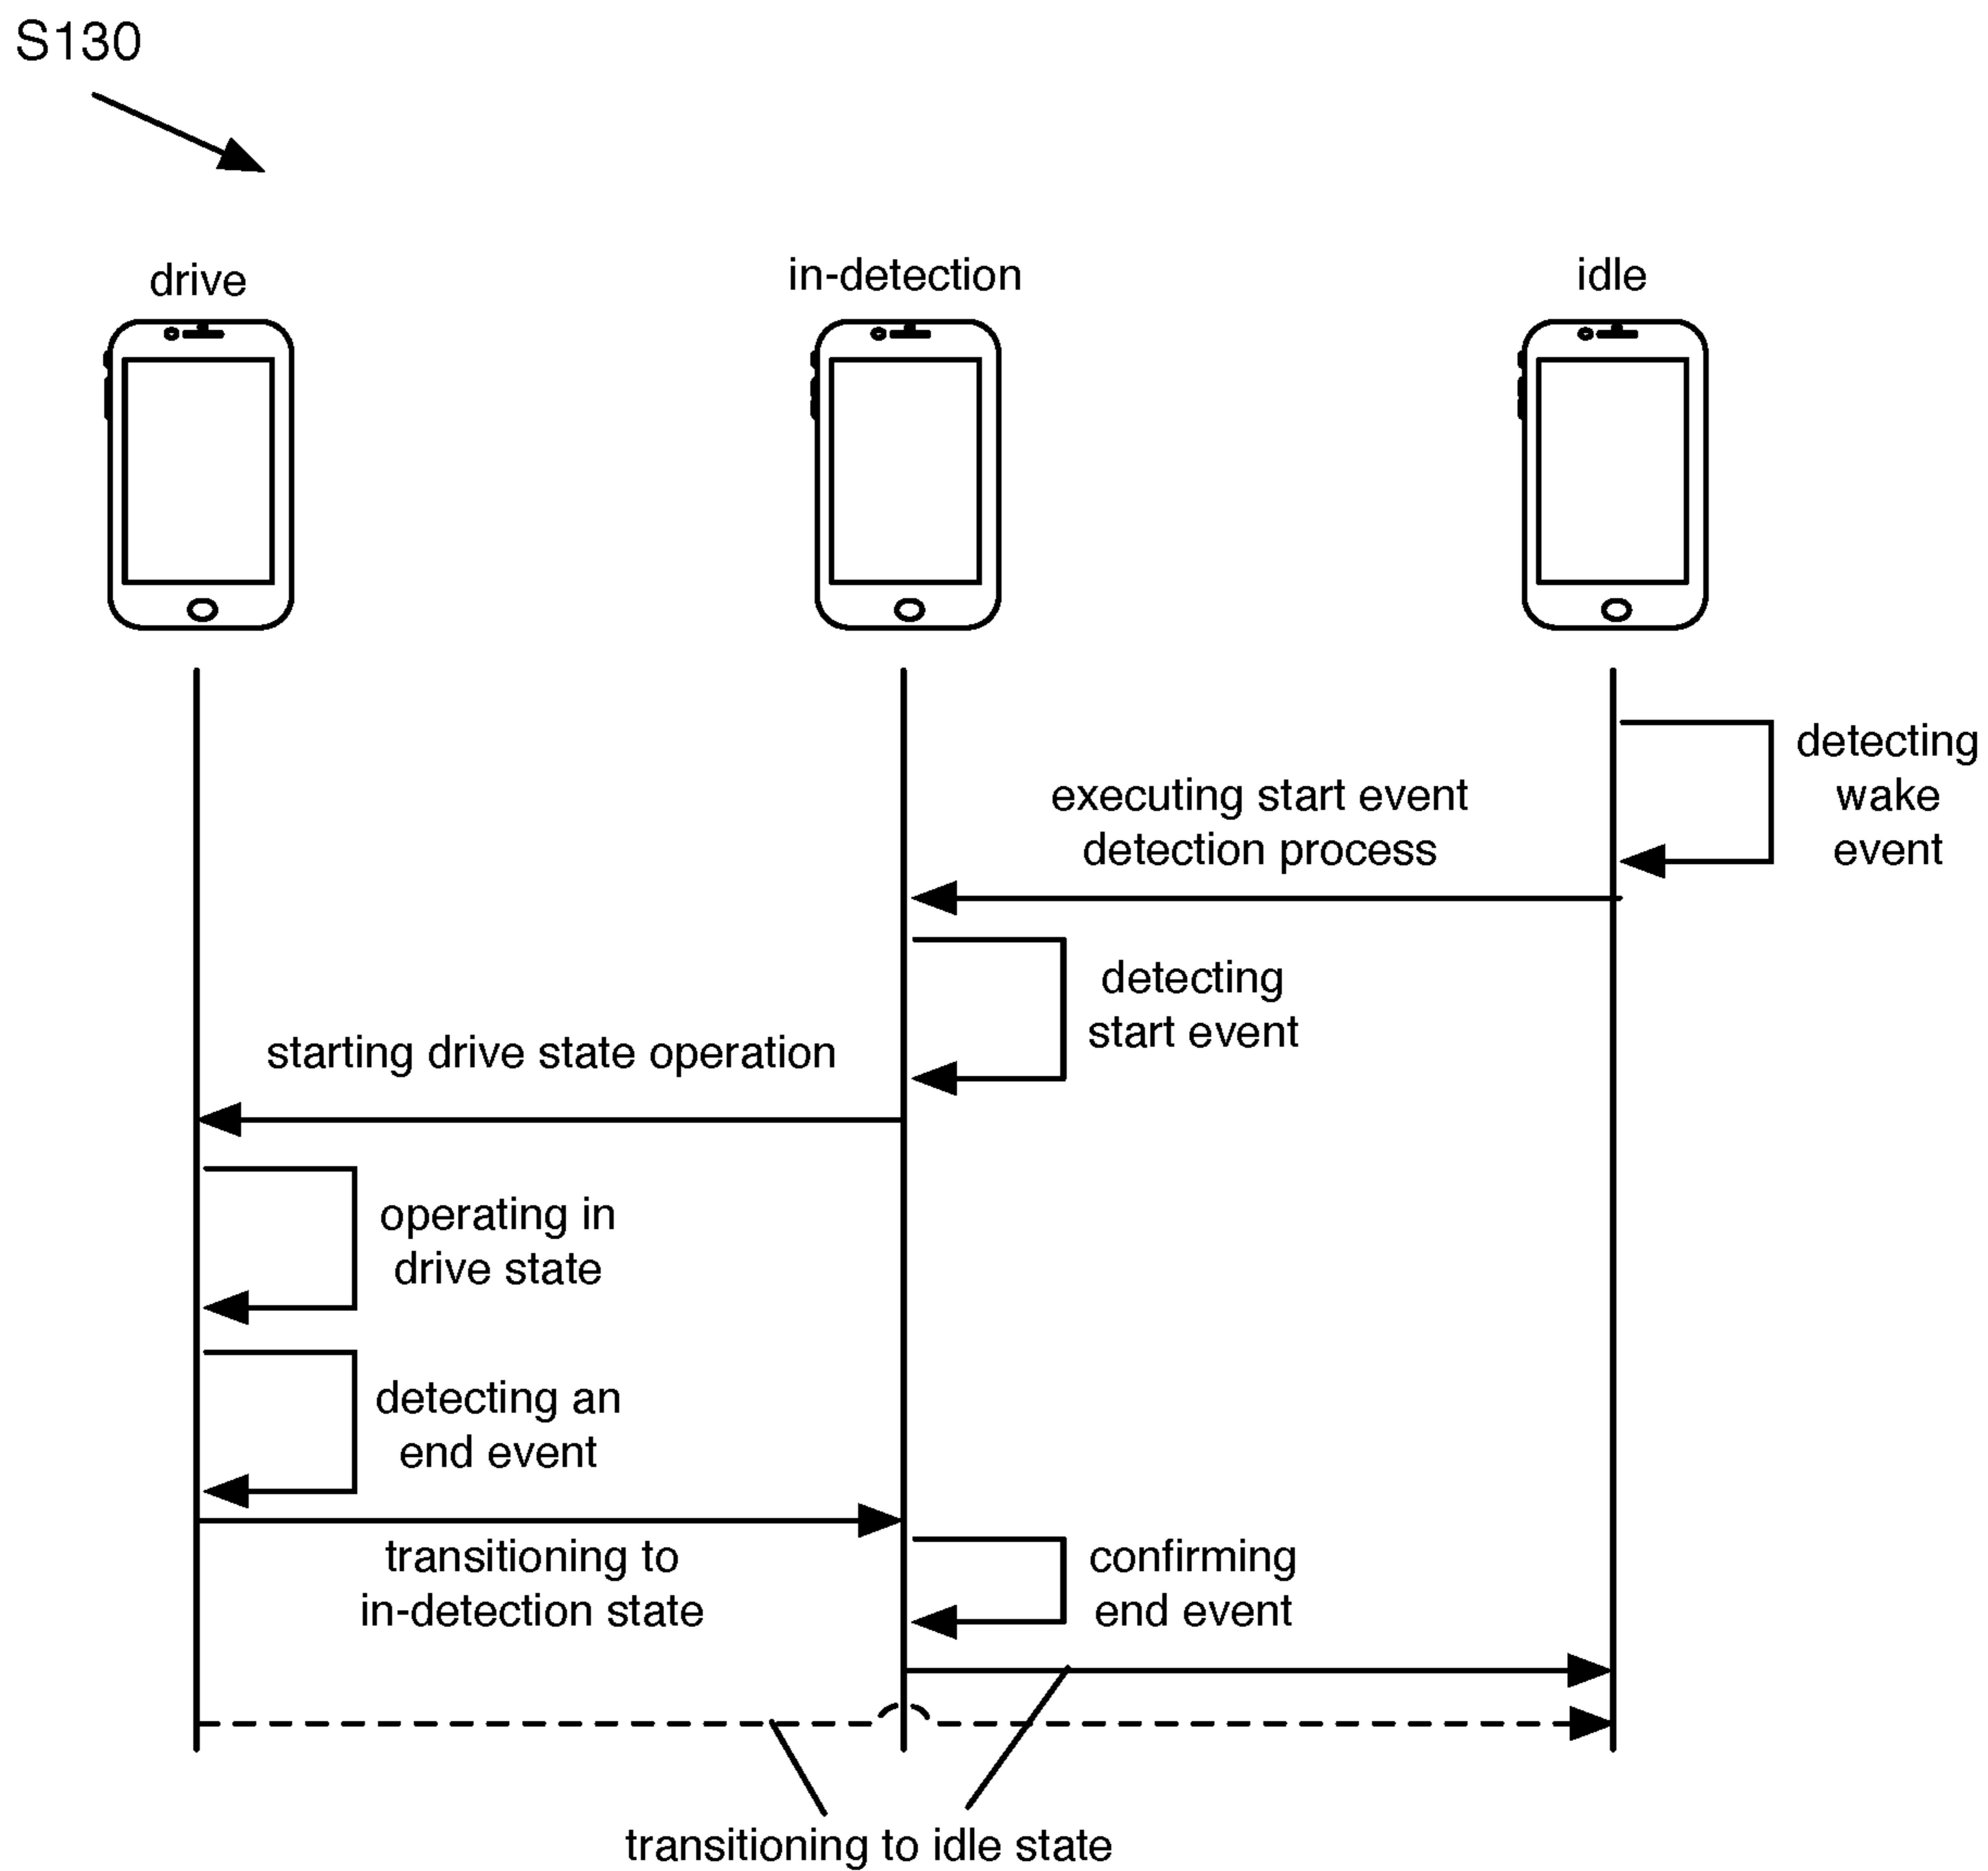 S130
drive
in-detection
idle
detecting
wake
event
executing start event
detection process
detecting
start event
starting drive state operation
operating in
drive state
detecting an
end event
transitioning to
in-detection state
confirming
end event
transitioning to idle state